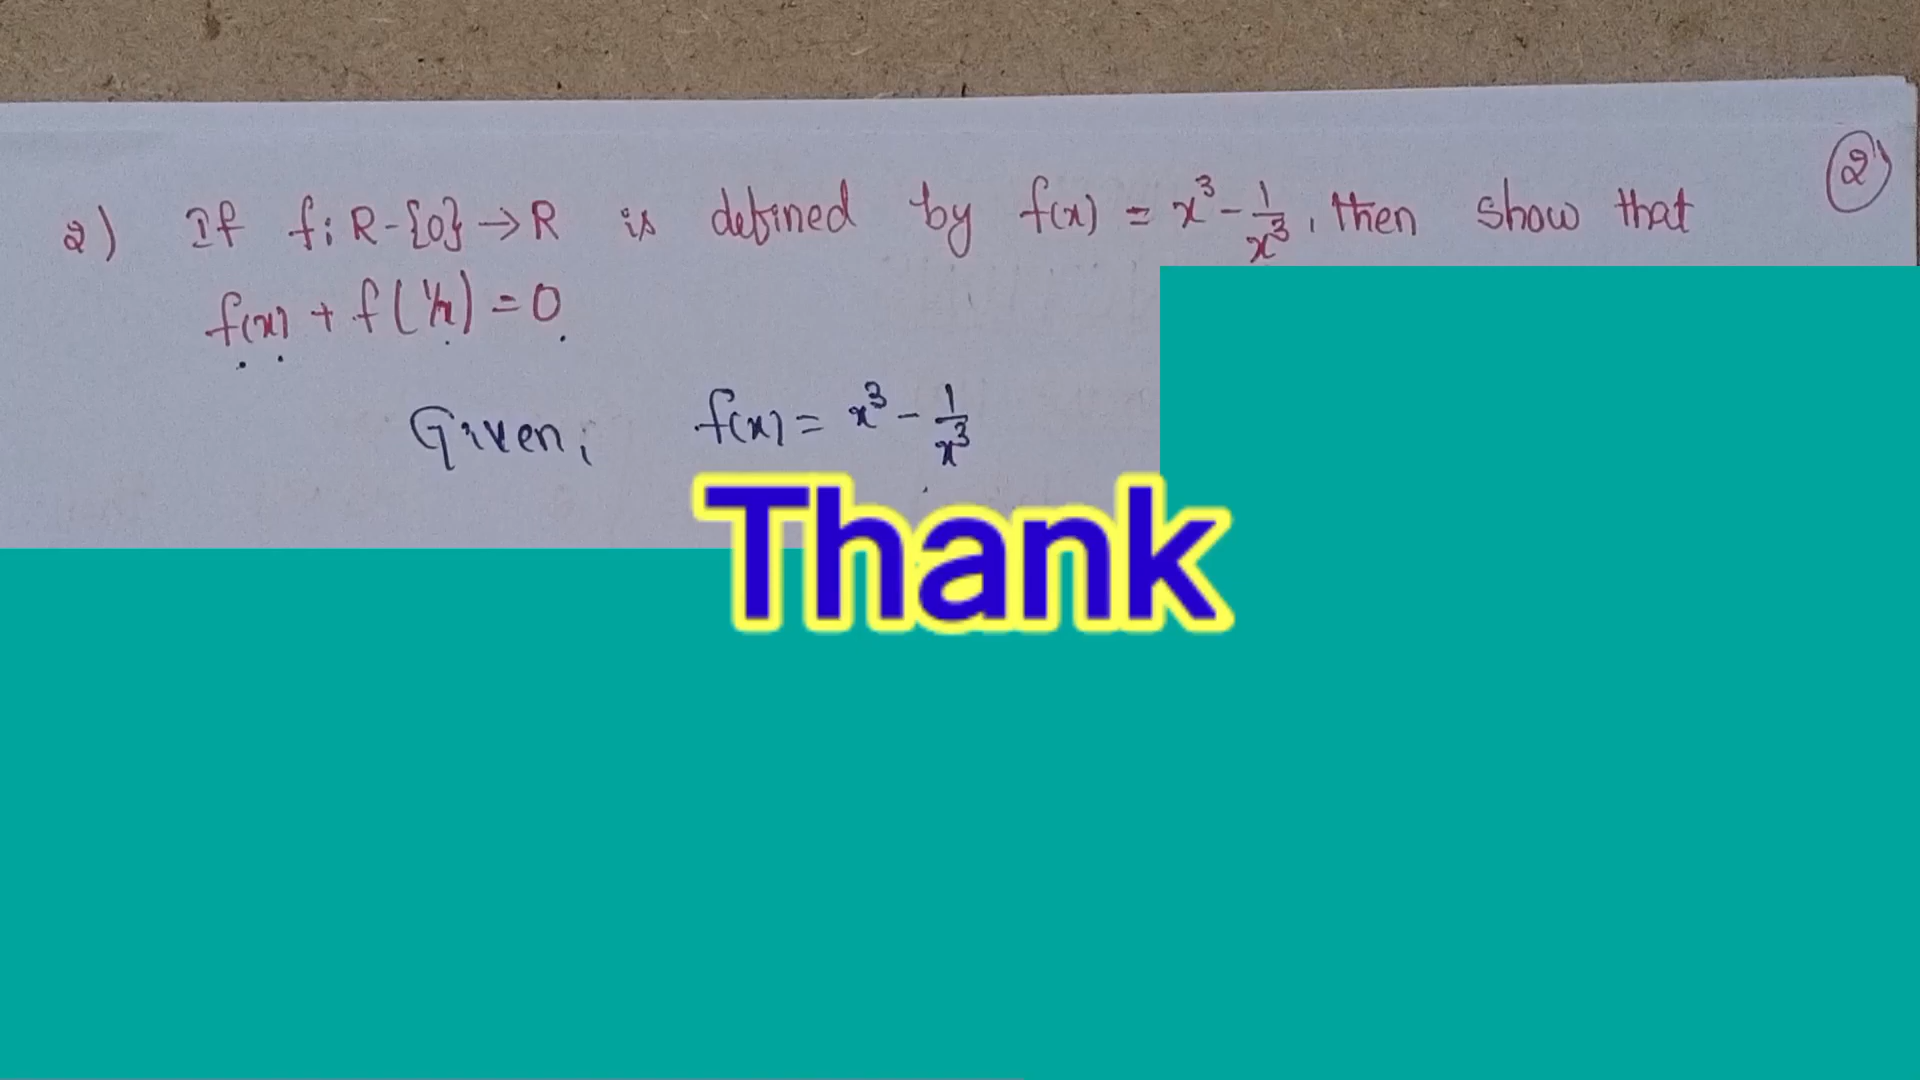 ②
2) If f: R-{0} → R is defined by f(x) = x³ - 1/x³, then show that
f(x) + f(1/x) = 0.
Given, f(x) = x³ - 1/x³
Thank